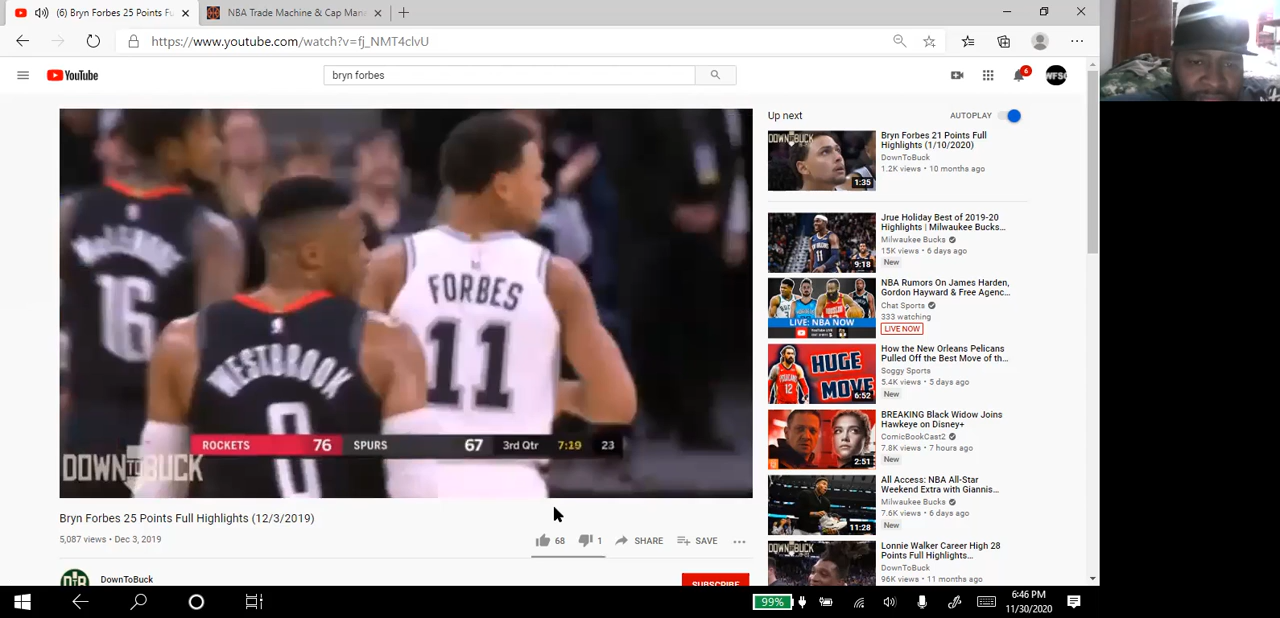 (6) Bryn Forbes 25 Points Fu
NBA Trade Machine & Cap Man
https://www.youtube.com/watch?v=fj_NMT4clvU
YouTube
bryn forbes
6
WFSC
FORBES
11
WESTBROOK
0
ROCKETS 76 SPURS 67 3rd Qtr 7:19 23
DOWNTOBUCK
Bryn Forbes 25 Points Full Highlights (12/3/2019)
5,087 views • Dec 3, 2019
68 1 SHARE SAVE
DownToBuck
SUBSCRIBE
Up next
AUTOPLAY
DOWNTOBUCK
1:35
Bryn Forbes 21 Points Full
Highlights (1/10/2020)
DownToBuck
1.2K views • 10 months ago
9:18
Jrue Holiday Best of 2019-20
Highlights | Milwaukee Bucks...
Milwaukee Bucks
15K views • 6 days ago
New
LIVE: NBA NOW
NBA Rumors On James Harden,
Gordon Hayward & Free Agenc...
Chat Sports
333 watching
LIVE NOW
HUGE
MOVE
6:52
How the New Orleans Pelicans
Pulled Off the Best Move of th...
Soggy Sports
5.4K views • 5 days ago
New
2:51
BREAKING Black Widow Joins
Hawkeye on Disney+
ComicBookCast2
7.8K views • 7 hours ago
New
11:28
All Access: NBA All-Star
Weekend Extra with Giannis...
Milwaukee Bucks
7.6K views • 6 days ago
New
DOWNTOBUCK
Lonnie Walker Career High 28
Points Full Highlights...
DownToBuck
96K views • 11 months ago
99%
6:46 PM
11/30/2020